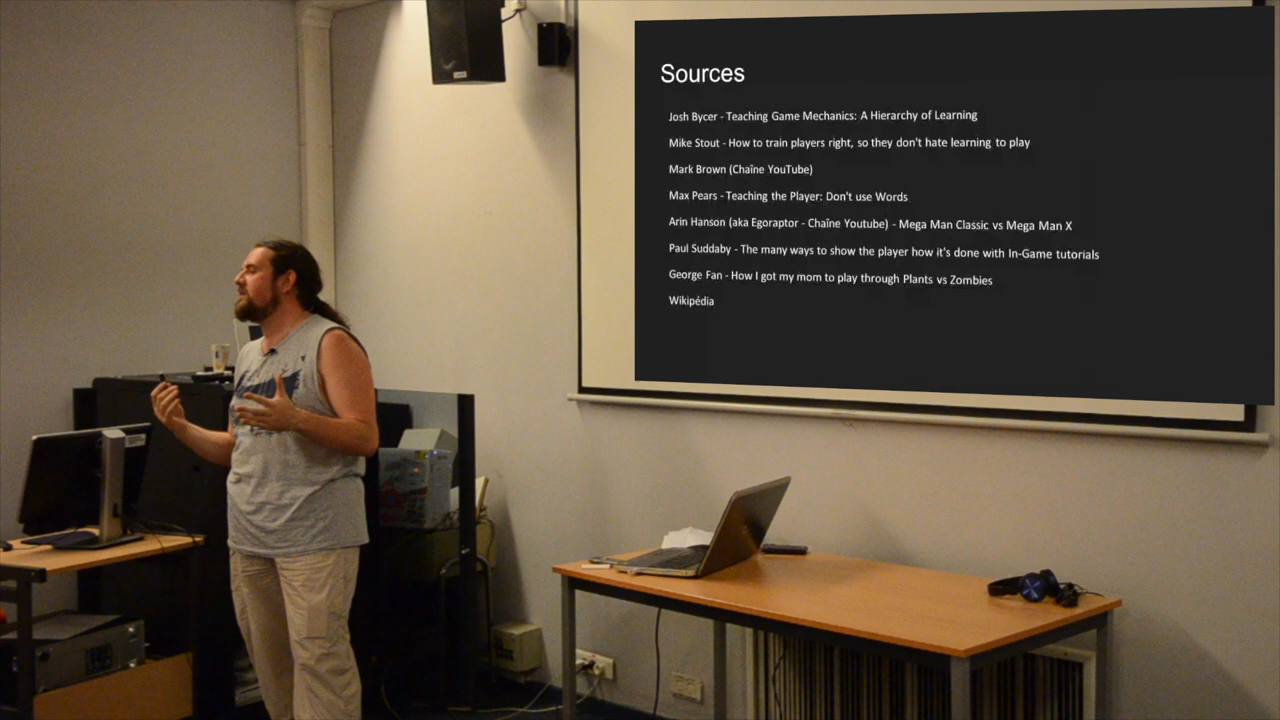 Sources
Josh Bycer - Teaching Game Mechanics: A Hierarchy of Learning
Mike Stout - How to train players right, so they don't hate learning to play
Mark Brown (Chaîne YouTube)
Max Pears - Teaching the Player: Don't use Words
Arin Hanson (aka Egoraptor - Chaîne Youtube) - Mega Man Classic vs Mega Man X
Paul Suddaby - The many ways to show the player how it's done with In-Game tutorials
George Fan - How I got my mom to play through Plants vs Zombies
Wikipédia